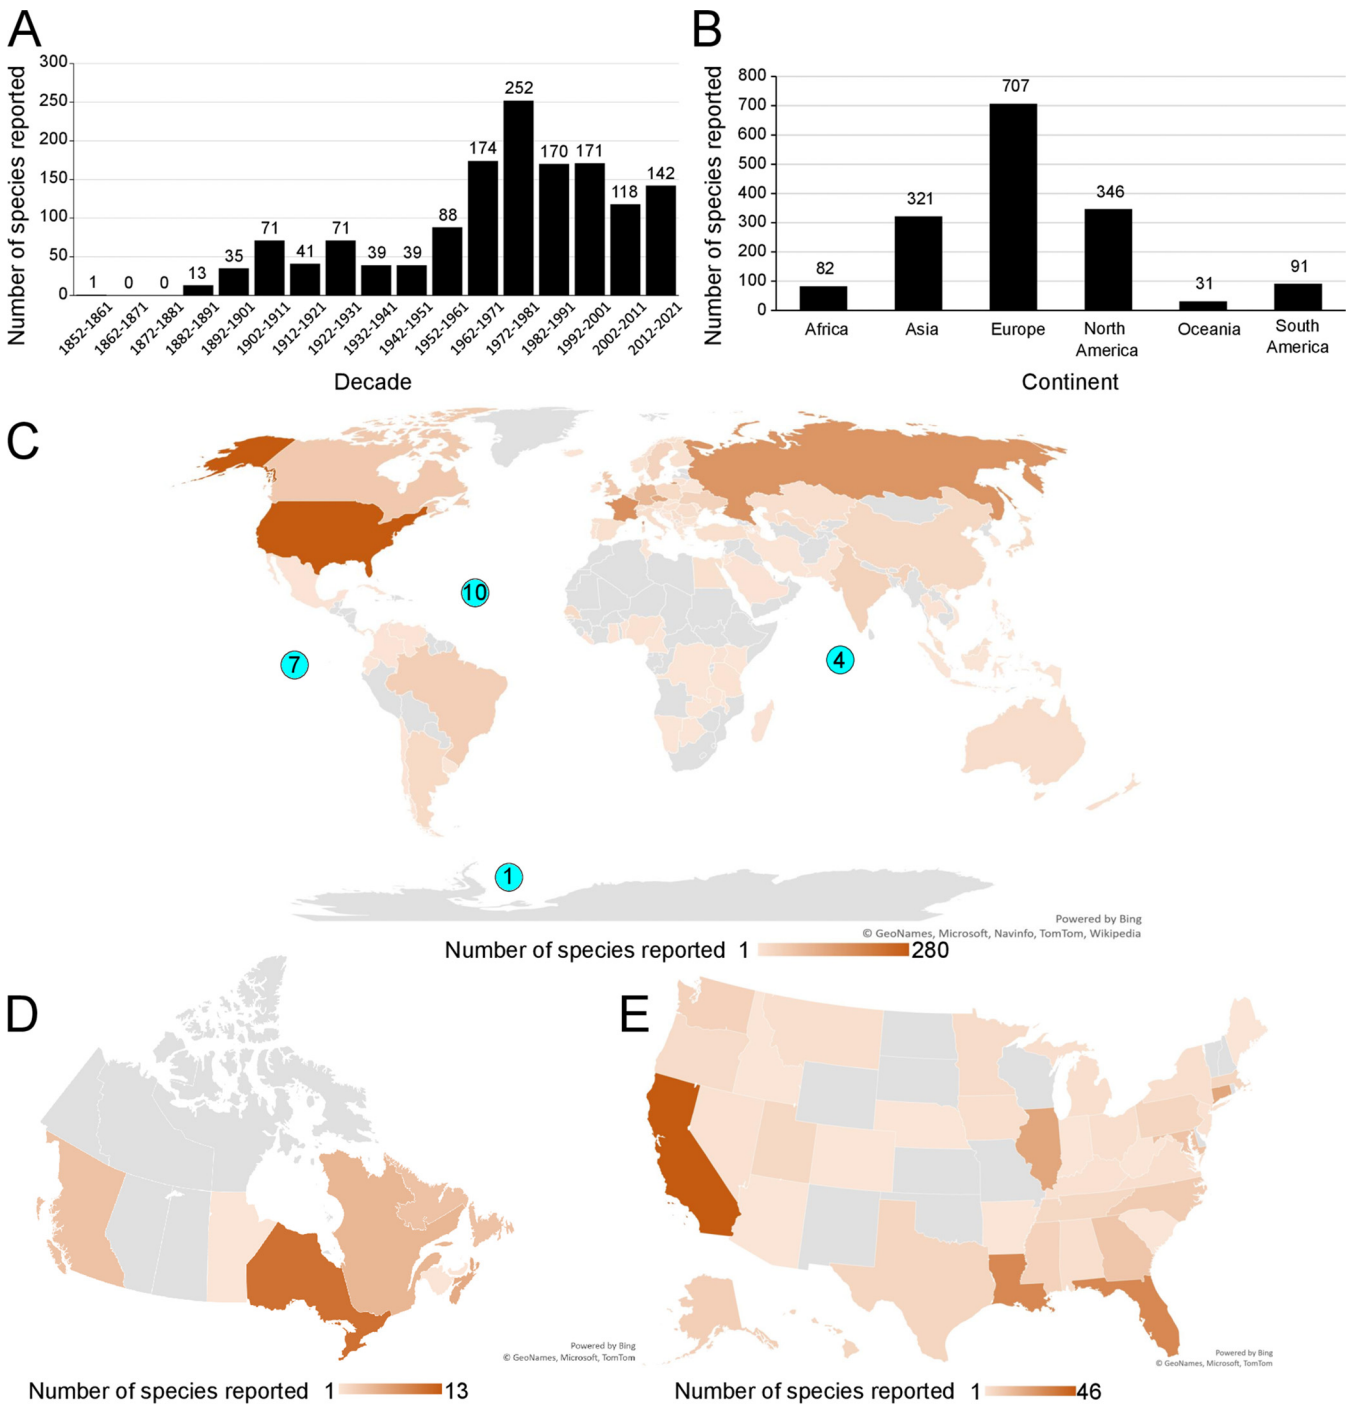 A
Number of species reported
300
250
200
150
100
50
0
1
0
0
13
35
71
41
71
39
39
88
174
252
170
171
118
142
1852-1861
1862-1871
1872-1881
1882-1891
1892-1901
1902-1911
1912-1921
1922-1931
1932-1941
1942-1951
1952-1961
1962-1971
1972-1981
1982-1991
1992-2001
2002-2011
2012-2021
Decade
B
Number of species reported
800
700
600
500
400
300
200
100
0
82
321
707
346
31
91
Africa
Asia
Europe
North
America
Oceania
South
America
Continent
C
10
7
4
1
Powered by Bing
© GeoNames, Microsoft, Navinfo, TomTom, Wikipedia
Number of species reported 1 280
D
Powered by Bing
© GeoNames, Microsoft, TomTom
Number of species reported 1 13
E
Powered by Bing
© GeoNames, Microsoft, TomTom
Number of species reported 1 46